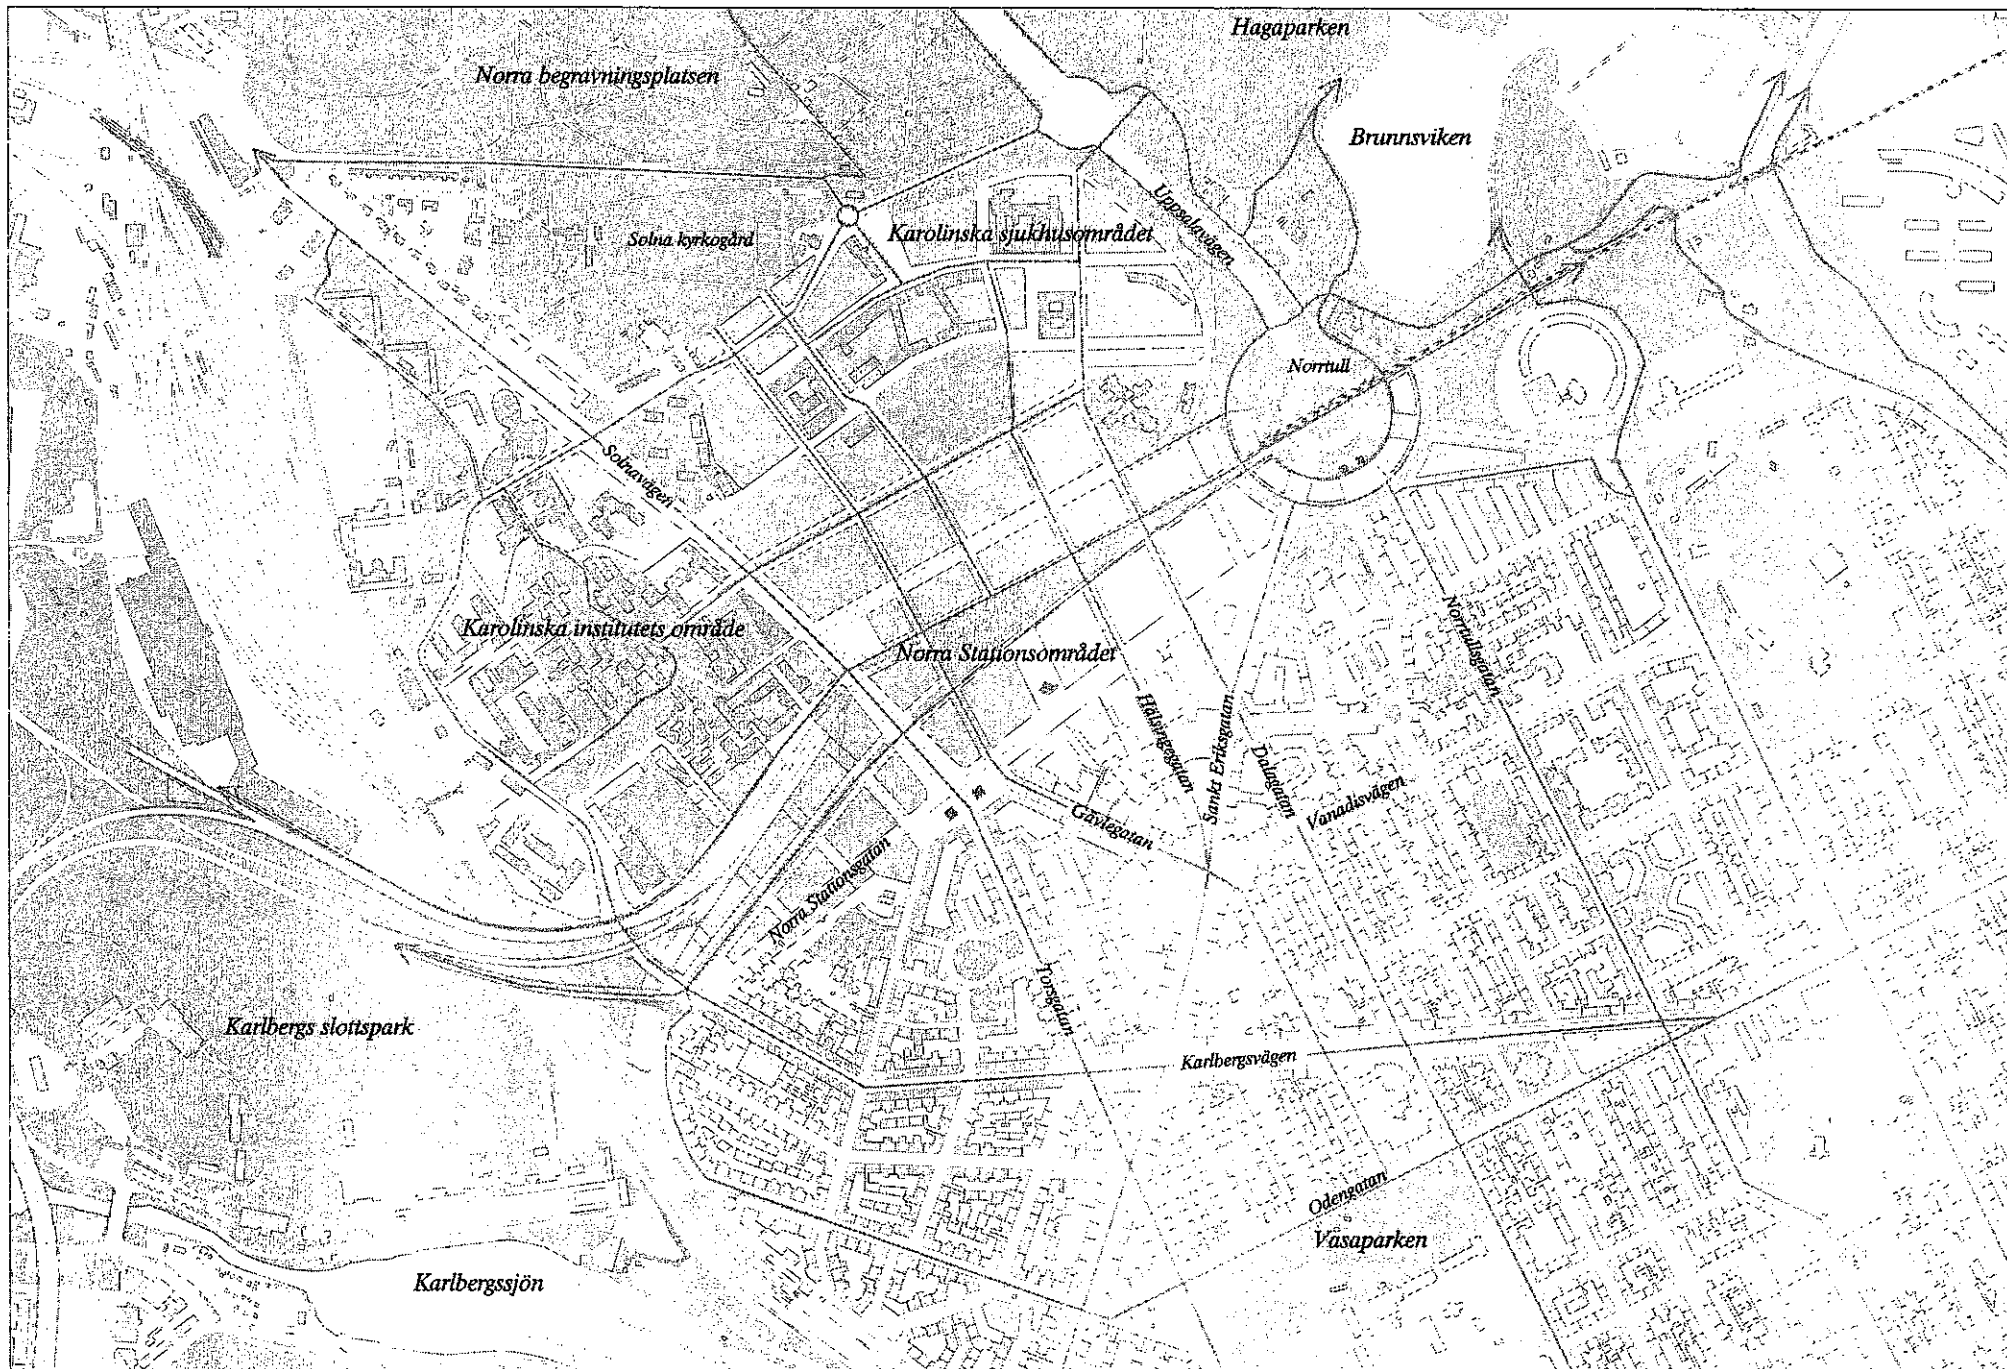 Hagaparken
Norra begravningsplatsen
Brunnsviken
Uppsalavägen
Solna kyrkogård
Karolinska sjukhusområdet
Norrtull
Solnavägen
Karolinska institutets område
Norra Stationsområdet
Norrtullsgatan
Hälsingegatan
Sankt Eriksgatan
Dalagatan
Vanadisvägen
Gävlegatan
Norra Stationsgatan
Torsgatan
Karlbergs slottspark
Karlbergsvägen
Odengatan
Vasaparken
Karlbergssjön